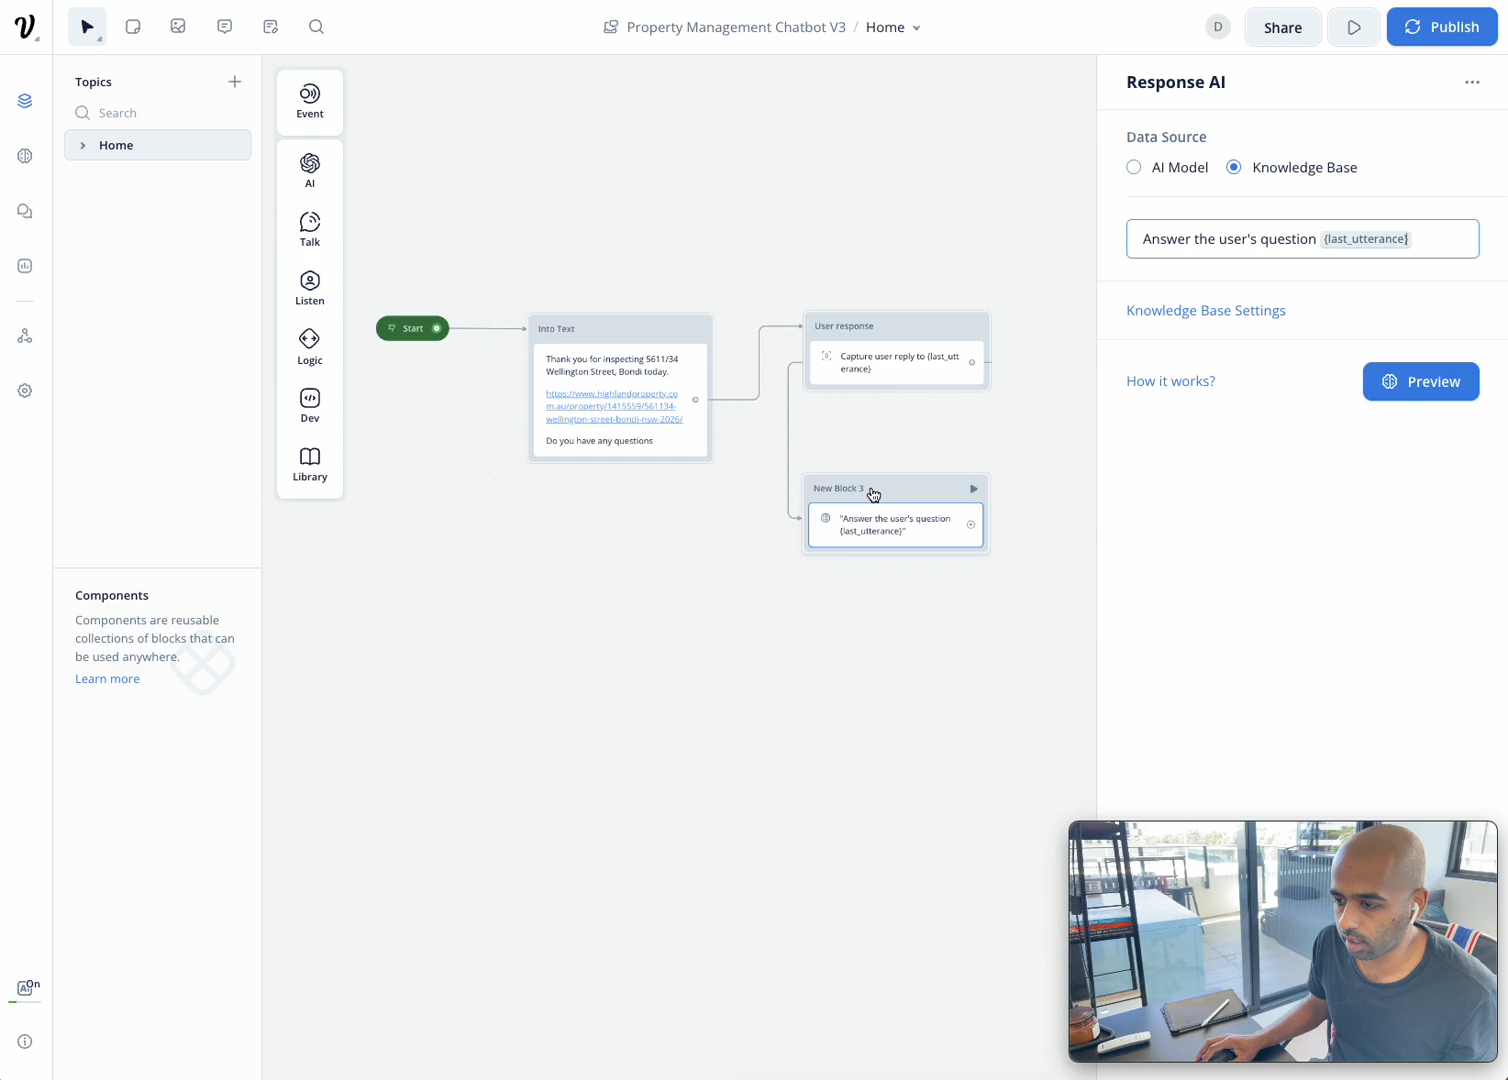 Property Management Chatbot V3 / Home
D
Share
Publish
Topics
Search
Home
Components
Components are reusable
collections of blocks that can
be used anywhere.
Learn more
On
AI
Event
AI
Talk
Listen
Logic
Dev
Library
Start
Into Text
Thank you for inspecting 5611/34
Wellington Street, Bondi today.
https://www.highlandproperty.co
m.au/property/1415559/561134-
wellington-street-bondi-nsw-2026/
Do you have any questions
User response
Capture user reply to {last_utt
erance}
New Block 3
"Answer the user's question
{last_utterance}"
Response AI
Data Source
AI Model
Knowledge Base
Answer the user's question {last_utterance}
Knowledge Base Settings
How it works?
Preview